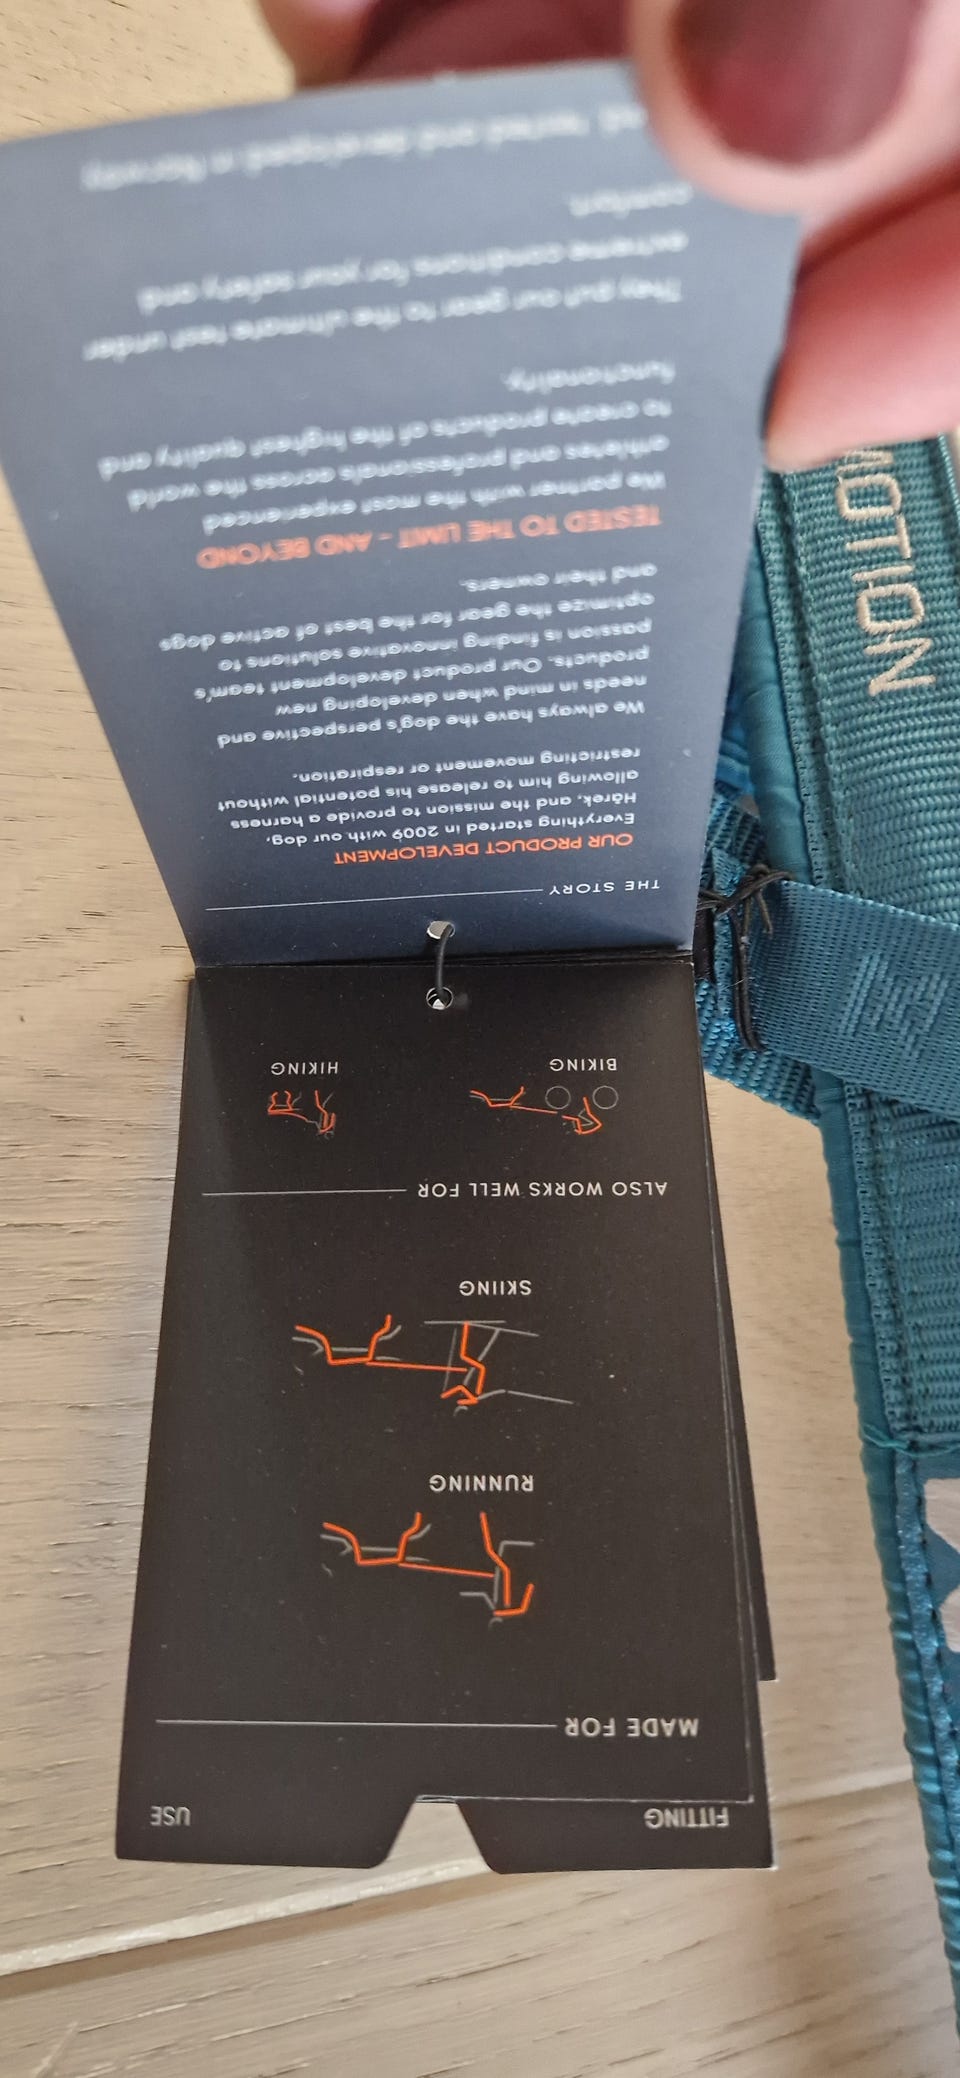 FITTING
USE
MADE FOR
RUNNING
SKIING
ALSO WORKS WELL FOR
BIKING
HIKING
THE STORY
OUR PRODUCT DEVELOPMENT
Everything started in 2009 with our dog,
Hårek, and the mission to provide a harness
allowing him to release his potential without
restricting movement or respiration.
We always have the dog's perspective and
needs in mind when developing new
products. Our product development team's
passion is finding innovative solutions to
optimize the gear for the best of active dogs
and their owners.
TESTED TO THE LIMIT - AND BEYOND
We partner with the most experienced
athletes and professionals across the world
to create products of the highest quality and
functionality.
They put our gear to the ultimate test under
extreme conditions for your safety and
comfort.
tested and developed in Norway
MOTION